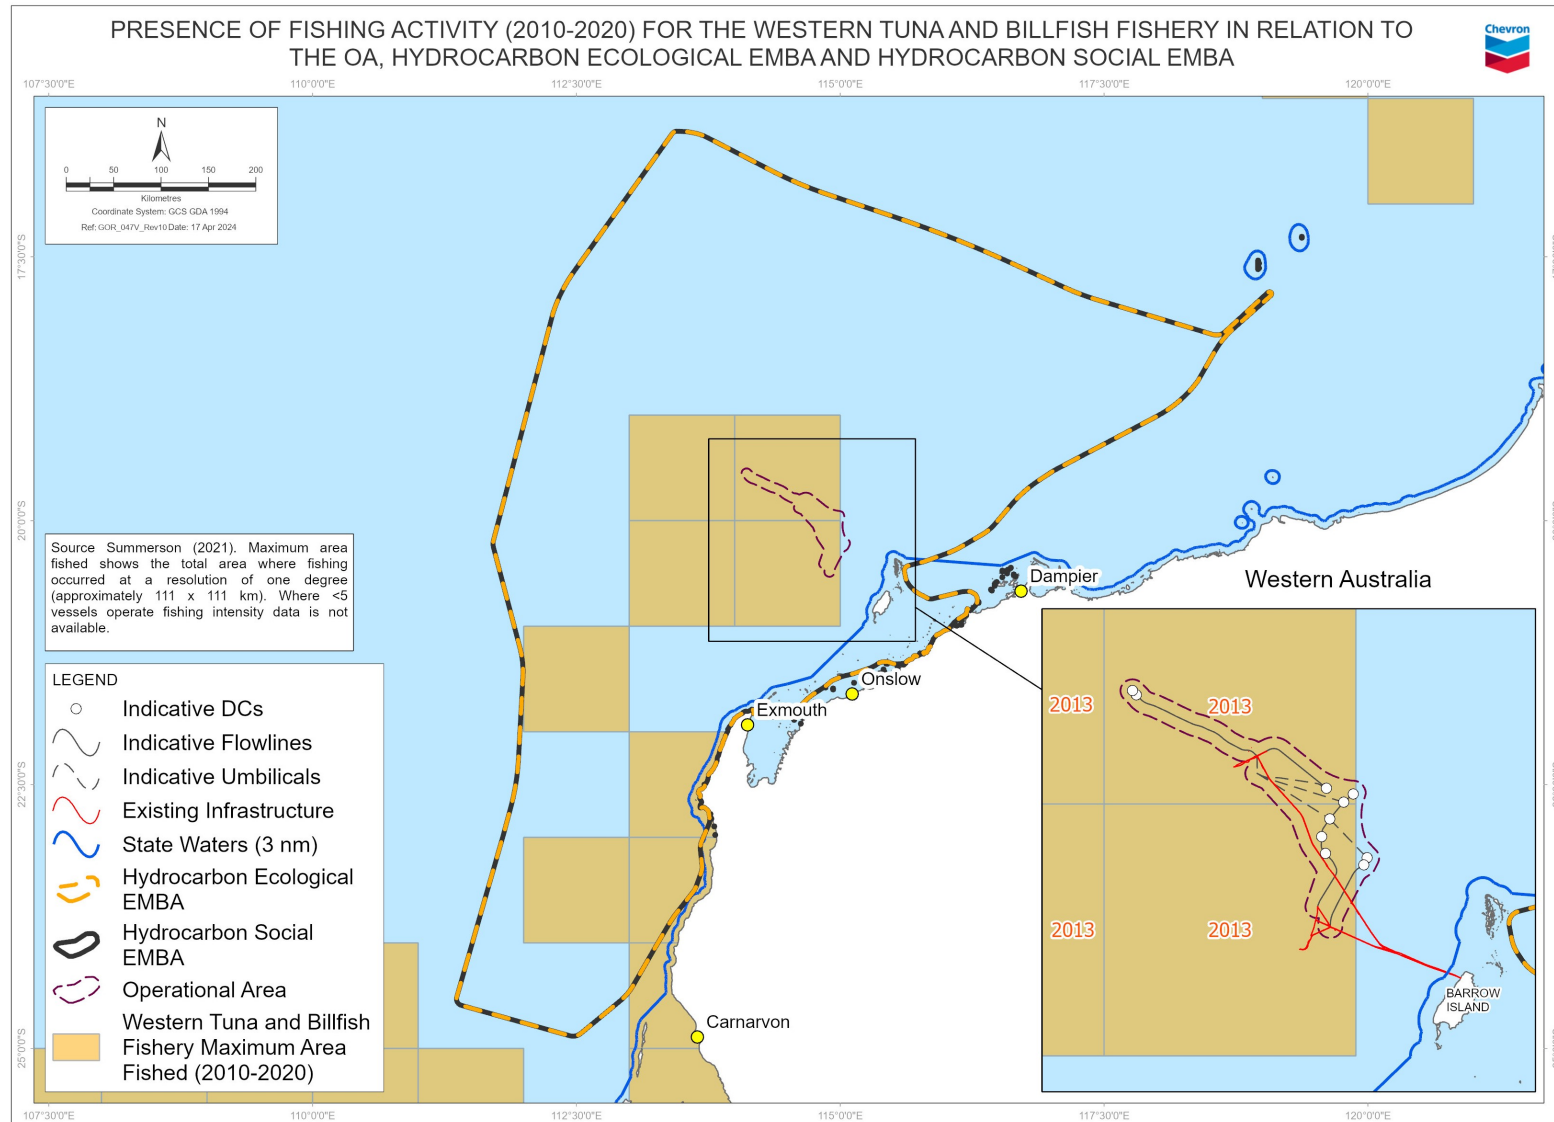 PRESENCE OF FISHING ACTIVITY (2010-2020) FOR THE WESTERN TUNA AND BILLFISH FISHERY IN RELATION TO
THE OA, HYDROCARBON ECOLOGICAL EMBA AND HYDROCARBON SOCIAL EMBA
Chevron
107°30'0"E
110°0'0"E
112°30'0"E
115°0'0"E
117°30'0"E
120°0'0"E
N
0 50 100 150 200
Kilometres
Coordinate System: GCS GDA 1994
Ref: GOR_047V_Rev10 Date: 17 Apr 2024
17°30'0"S
20°0'0"S
22°30'0"S
25°0'0"S
Source Summerson (2021). Maximum area
fished shows the total area where fishing
occurred at a resolution of one degree
(approximately 111 x 111 km). Where <5
vessels operate fishing intensity data is not
available.
LEGEND
Indicative DCs
Indicative Flowlines
Indicative Umbilicals
Existing Infrastructure
State Waters (3 nm)
Hydrocarbon Ecological
EMBA
Hydrocarbon Social
EMBA
Operational Area
Western Tuna and Billfish
Fishery Maximum Area
Fished (2010-2020)
Dampier
Western Australia
Onslow
Exmouth
Carnarvon
2013
2013
2013
2013
BARROW
ISLAND
107°30'0"E
110°0'0"E
112°30'0"E
115°0'0"E
117°30'0"E
120°0'0"E